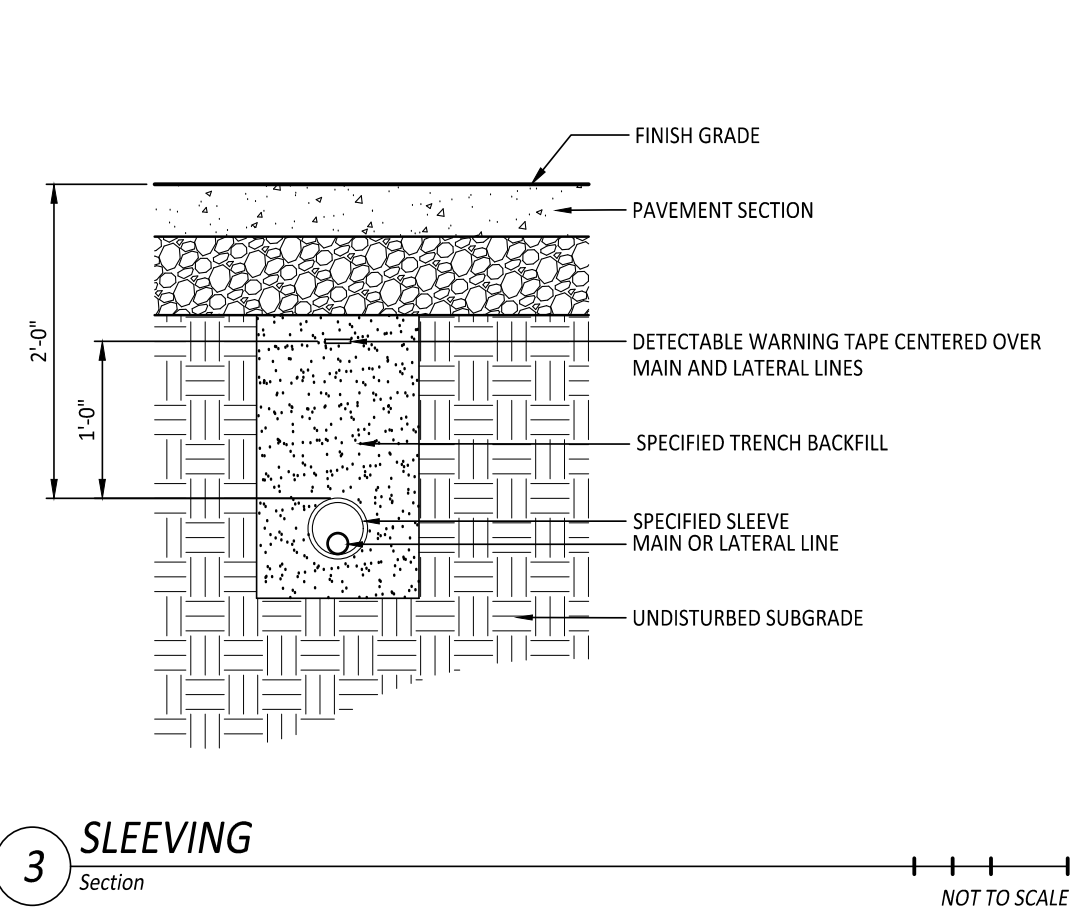 FINISH GRADE
PAVEMENT SECTION
2'-0"
1'-0"
DETECTABLE WARNING TAPE CENTERED OVER
MAIN AND LATERAL LINES
SPECIFIED TRENCH BACKFILL
SPECIFIED SLEEVE
MAIN OR LATERAL LINE
UNDISTURBED SUBGRADE
3
SLEEVING
Section
NOT TO SCALE